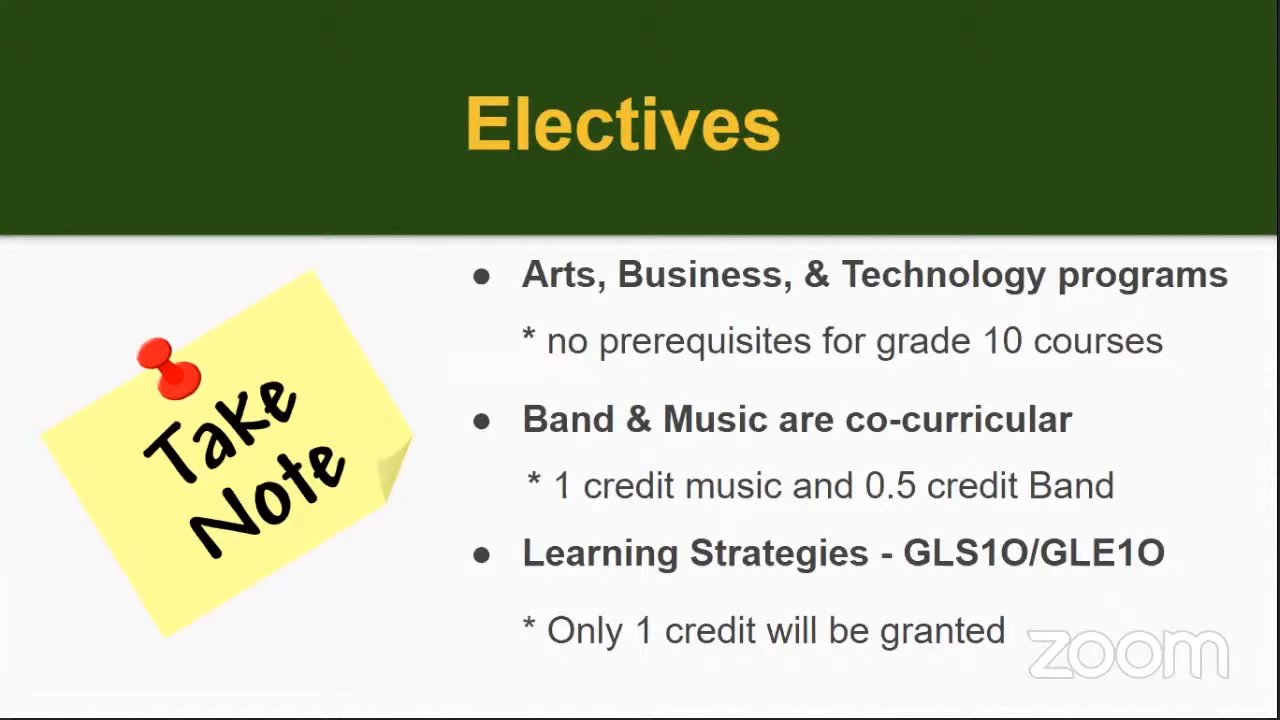 Electives
Take
Note
● Arts, Business, & Technology programs
* no prerequisites for grade 10 courses
● Band & Music are co-curricular
* 1 credit music and 0.5 credit Band
● Learning Strategies - GLS1O/GLE1O
* Only 1 credit will be granted
zoom